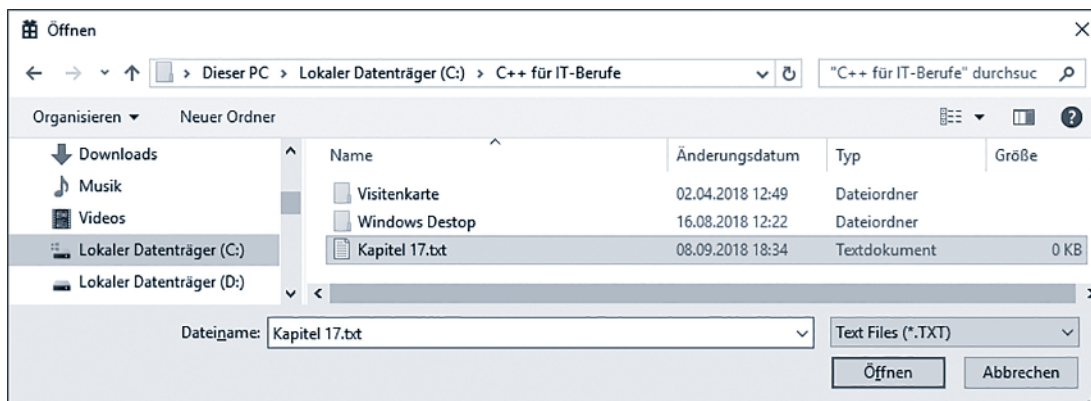 Öffnen
Dieser PC > Lokaler Datenträger (C:) > C++ für IT-Berufe
"C++ für IT-Berufe" durchsuc
Organisieren Neuer Ordner
Downloads
Musik
Videos
Lokaler Datenträger (C:)
Lokaler Datenträger (D:)
Name Änderungsdatum Typ Größe
Visitenkarte 02.04.2018 12:49 Dateiordner
Windows Destop 16.08.2018 12:22 Dateiordner
Kapitel 17.txt 08.09.2018 18:34 Textdokument 0 KB
Dateiname: Kapitel 17.txt Text Files (*.TXT)
Öffnen Abbrechen